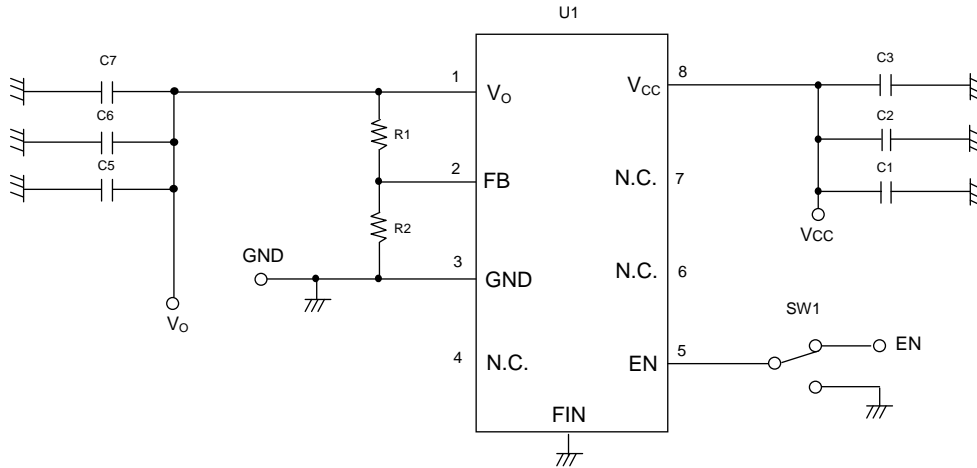 U1
C7
C6
C5
1
Vo
R1
2
FB
R2
GND
3
GND
Vo
4
N.C.
FIN
8
VCC
C3
C2
C1
VCC
7
N.C.
6
N.C.
SW1
5
EN
EN